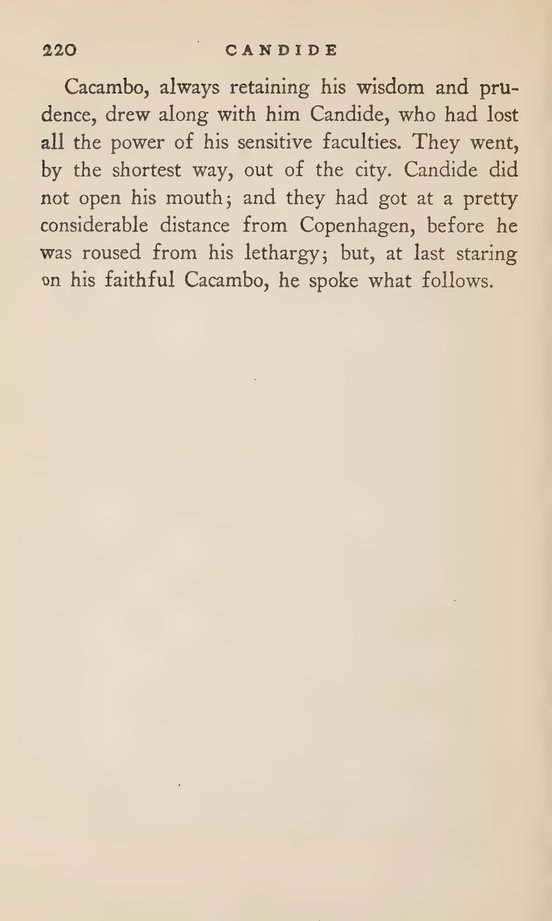 220 CANDIDE
Cacambo, always retaining his wisdom and pru-
dence, drew along with him Candide, who had lost
all the power of his sensitive faculties. They went,
by the shortest way, out of the city. Candide did
not open his mouth; and they had got at a pretty
considerable distance from Copenhagen, before he
was roused from his lethargy; but, at last staring
on his faithful Cacambo, he spoke what follows.